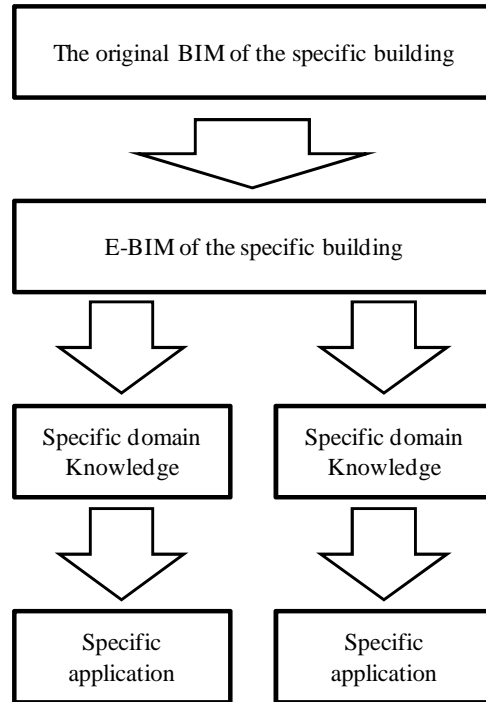 The original BIM of the specific building
E-BIM of the specific building
Specific domain
Knowledge
Specific domain
Knowledge
Specific
application
Specific
application